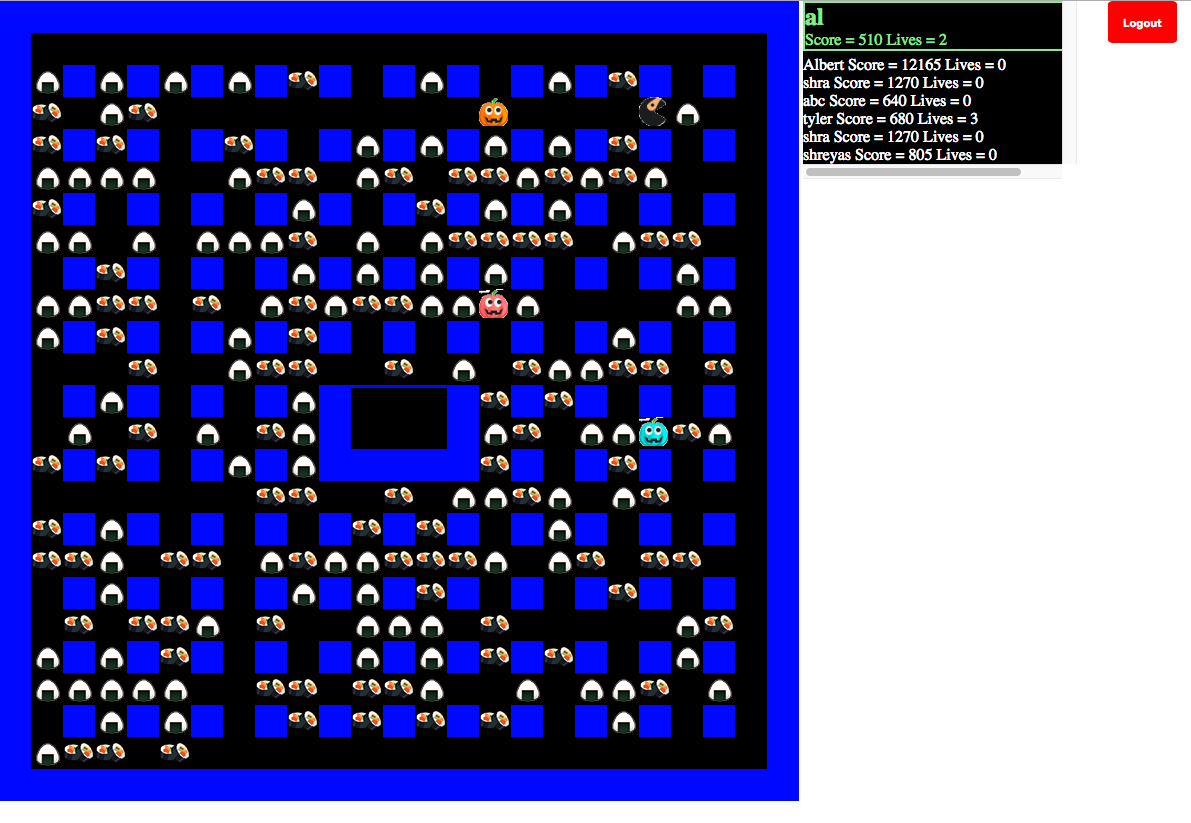 al
Score = 510 Lives = 2
Albert Score = 12165 Lives = 0
shra Score = 1270 Lives = 0
abc Score = 640 Lives = 0
tyler Score = 680 Lives = 3
shra Score = 1270 Lives = 0
shreyas Score = 805 Lives = 0
Logout